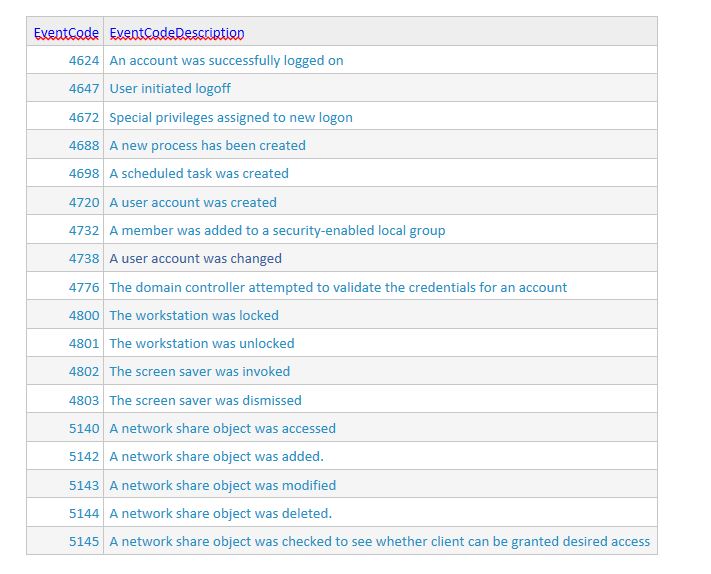 EventCode EventCodeDescription
4624 An account was successfully logged on
4647 User initiated logoff
4672 Special privileges assigned to new logon
4688 A new process has been created
4698 A scheduled task was created
4720 A user account was created
4732 A member was added to a security-enabled local group
4738 A user account was changed
4776 The domain controller attempted to validate the credentials for an account
4800 The workstation was locked
4801 The workstation was unlocked
4802 The screen saver was invoked
4803 The screen saver was dismissed
5140 A network share object was accessed
5142 A network share object was added.
5143 A network share object was modified
5144 A network share object was deleted.
5145 A network share object was checked to see whether client can be granted desired access